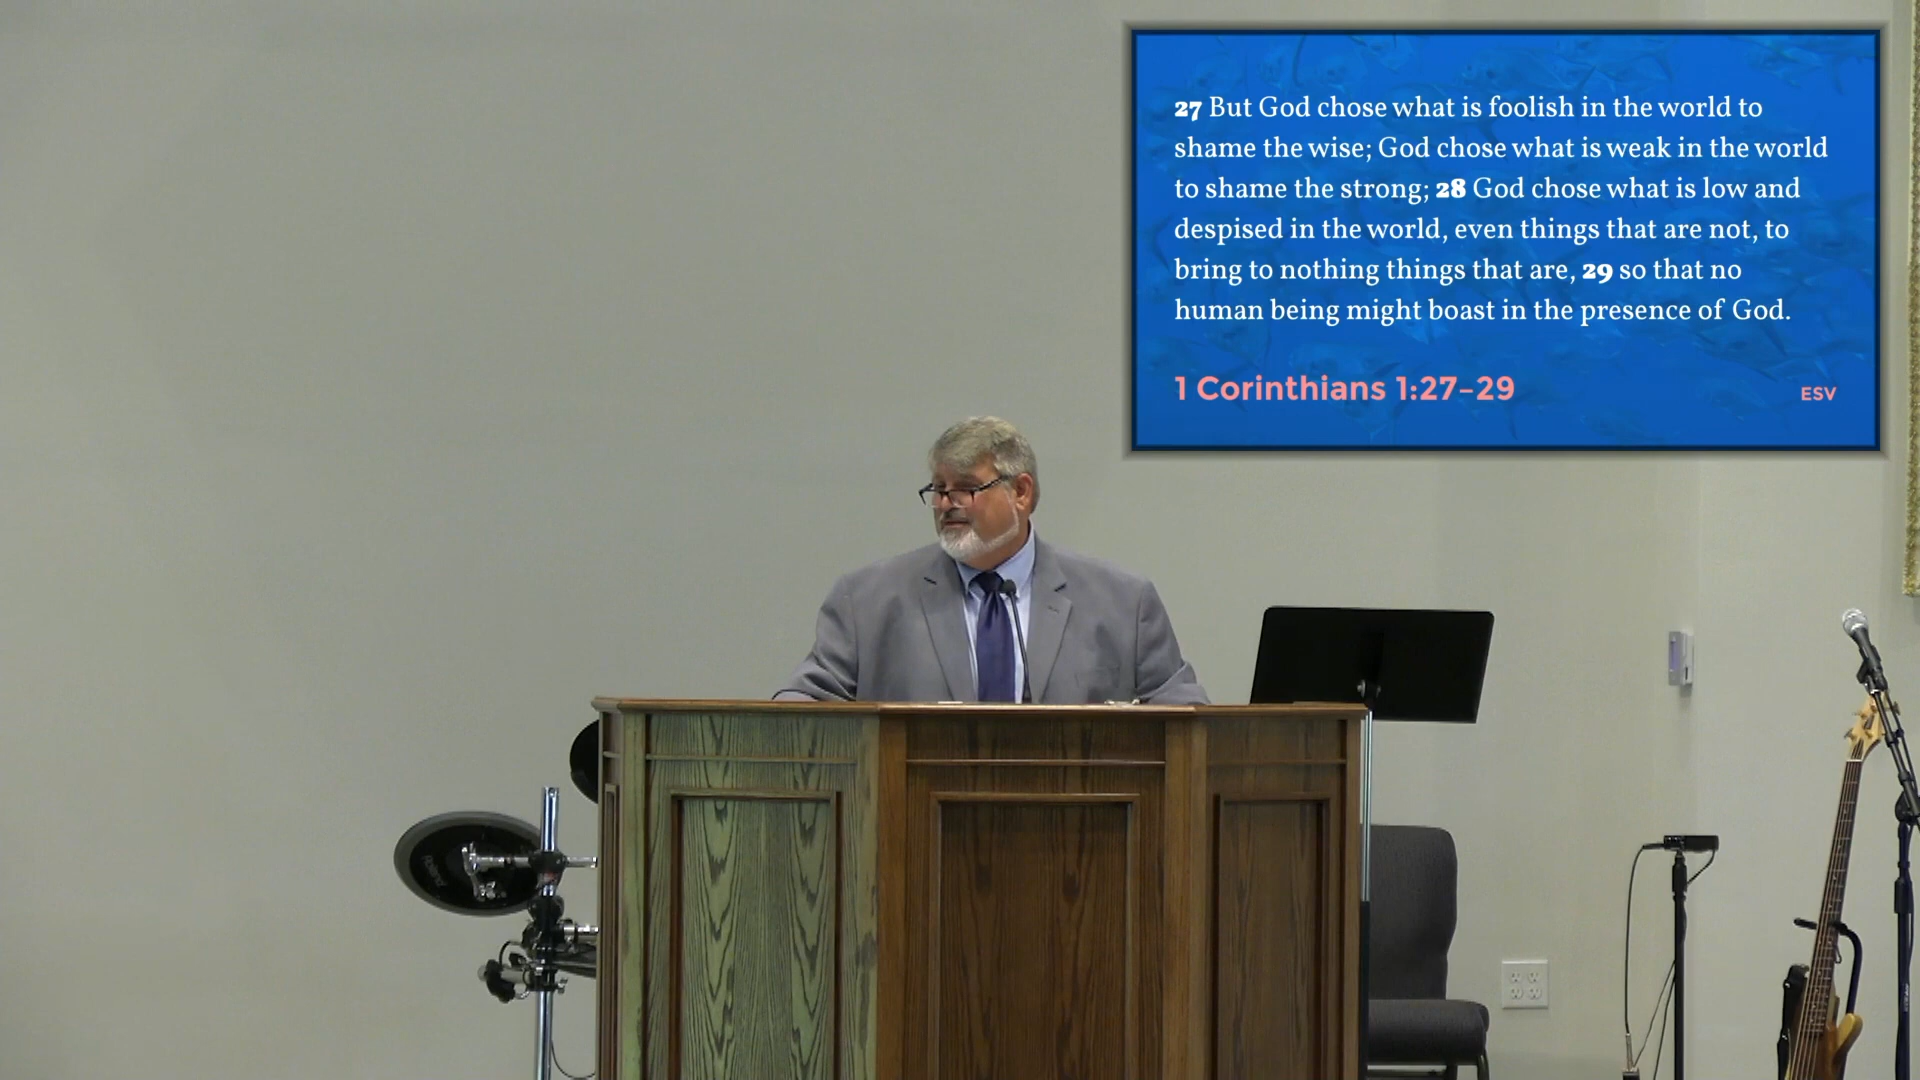 27 But God chose what is foolish in the world to
shame the wise; God chose what is weak in the world
to shame the strong; 28 God chose what is low and
despised in the world, even things that are not, to
bring to nothing things that are, 29 so that no
human being might boast in the presence of God.
1 Corinthians 1:27–29
ESV
Roland